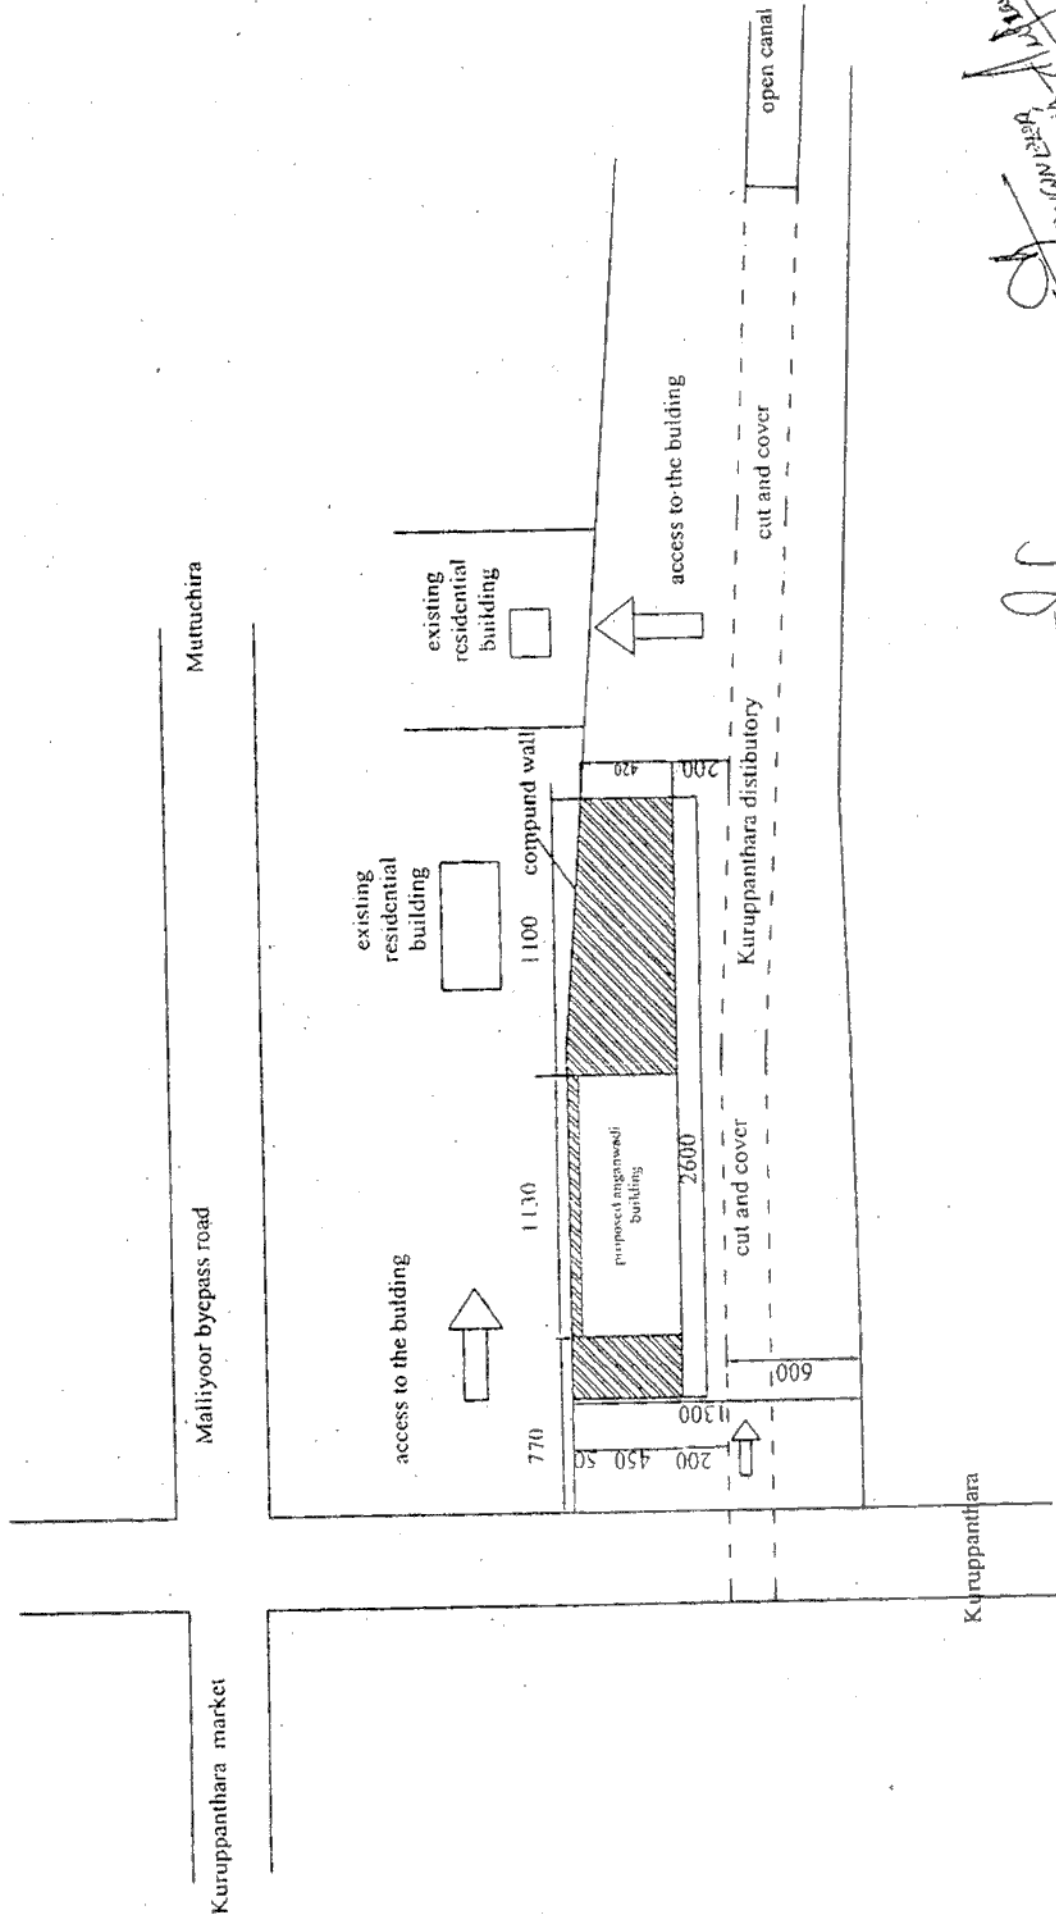 Kuruppanthara market
Malliyoor byepass road
Muttuchira
access to the building
existing
residential
building
existing
residential
building
770
1130
1100
compund wall
proposed anganwadi
building
2600
420
200
50
450
200
1300
600
access to the bulding
cut and cover
Kuruppanthara distibutory
cut and cover
open canal
Kuruppanthara